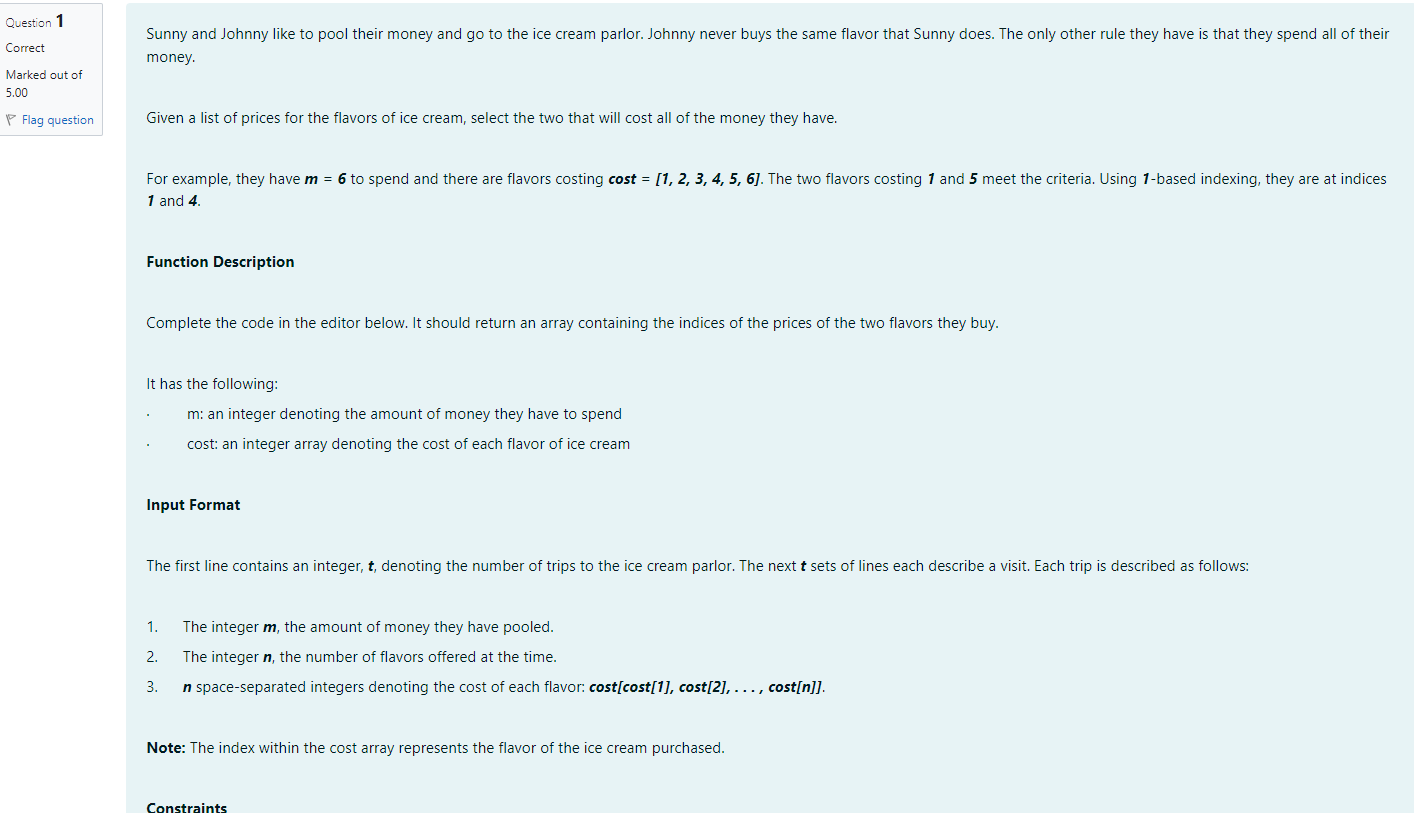 Question 1
Correct
Marked out of
5.00
Flag question
Sunny and Johnny like to pool their money and go to the ice cream parlor. Johnny never buys the same flavor that Sunny does. The only other rule they have is that they spend all of their
money.
Given a list of prices for the flavors of ice cream, select the two that will cost all of the money they have.
For example, they have m = 6 to spend and there are flavors costing cost = [1, 2, 3, 4, 5, 6]. The two flavors costing 1 and 5 meet the criteria. Using 1-based indexing, they are at indices
1 and 4.
Function Description
Complete the code in the editor below. It should return an array containing the indices of the prices of the two flavors they buy.
It has the following:
· m: an integer denoting the amount of money they have to spend
· cost: an integer array denoting the cost of each flavor of ice cream
Input Format
The first line contains an integer, t, denoting the number of trips to the ice cream parlor. The next t sets of lines each describe a visit. Each trip is described as follows:
1. The integer m, the amount of money they have pooled.
2. The integer n, the number of flavors offered at the time.
3. n space-separated integers denoting the cost of each flavor: cost[cost[1], cost[2], . . . , cost[n]].
Note: The index within the cost array represents the flavor of the ice cream purchased.
Constraints